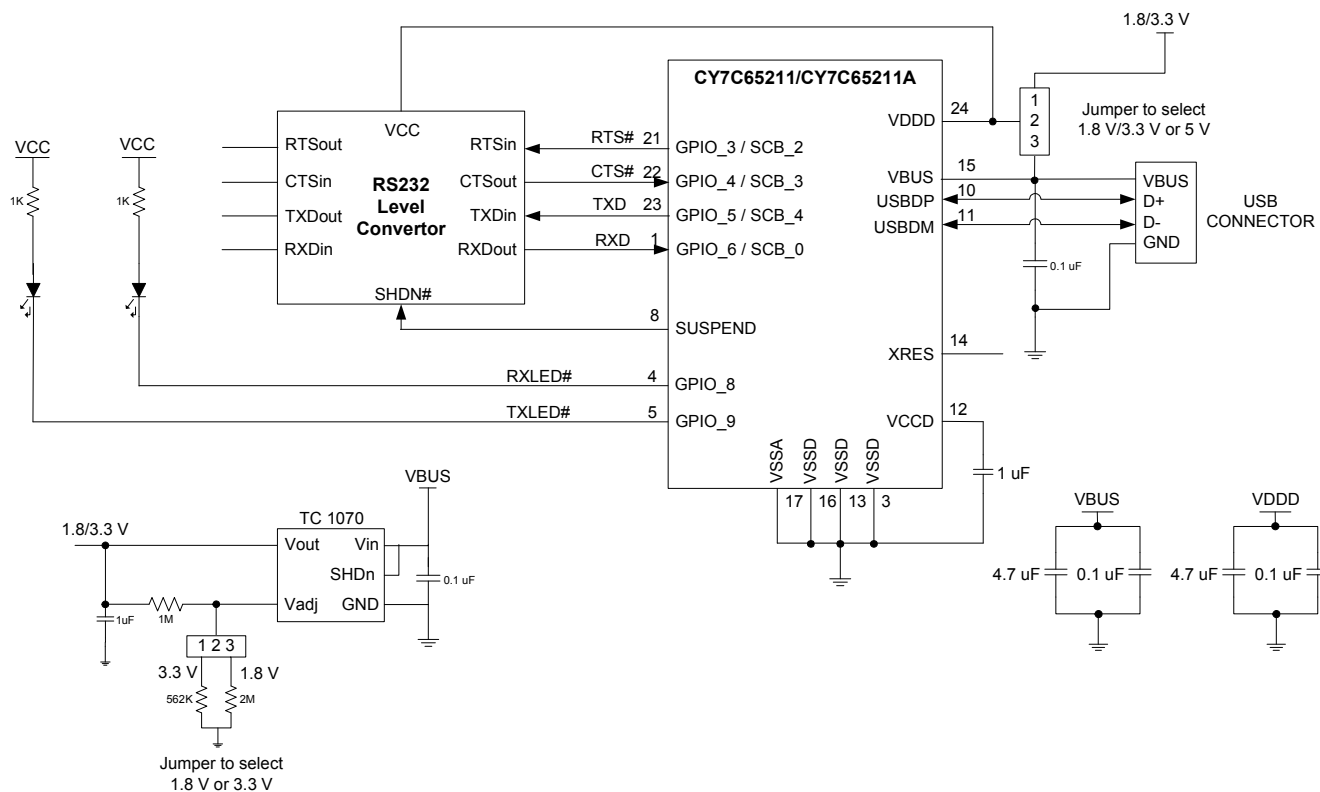 1.8/3.3 V
CY7C65211/CY7C65211A
VCC
VCC
1K
1K
VCC
RTSout
CTSin
TXDout
RXDin
RS232
Level
Convertor
RTSin
CTSout
TXDin
RXDout
SHDN#
RTS# 21
CTS# 22
TXD 23
RXD 1
8
RXLED# 4
TXLED# 5
GPIO_3 / SCB_2
GPIO_4 / SCB_3
GPIO_5 / SCB_4
GPIO_6 / SCB_0
SUSPEND
GPIO_8
GPIO_9
VDDD 24
VBUS 15
USBDP 10
USBDM 11
XRES 14
VCCD 12
VSSA
VSSD
VSSD
VSSD
17
16
13
3
1
2
3
Jumper to select
1.8 V/3.3 V or 5 V
VBUS
D+
D-
GND
USB
CONNECTOR
0.1 uF
1 uF
VBUS
TC 1070
1.8/3.3 V
Vout
Vin
SHDn
Vadj
GND
0.1 uF
1uF
1M
1 2 3
3.3 V
1.8 V
562K
2M
Jumper to select
1.8 V or 3.3 V
VBUS
4.7 uF
0.1 uF
VDDD
4.7 uF
0.1 uF